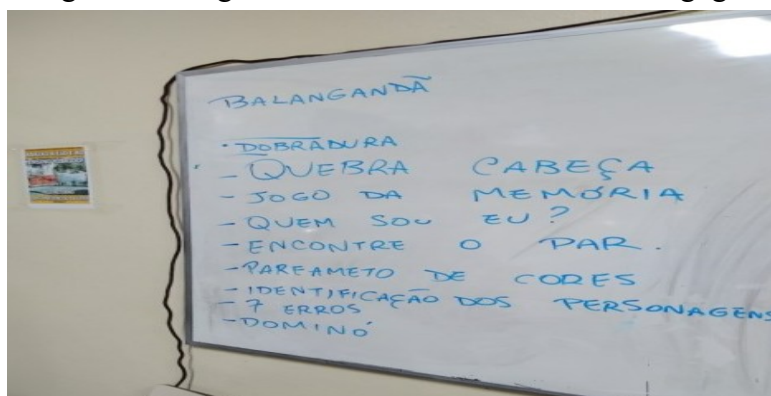 BALANGANDÃ
· DOBRADURA
- QUEBRA CABEÇA
- JOGO DA MEMÓRIA
- QUEM SOU EU?
- ENCONTRE O PAR.
- PAREAMETO DE CORES
- IDENTIFICAÇÃO DOS PERSONAGENS
- 7 ERROS
- DOMINÓ